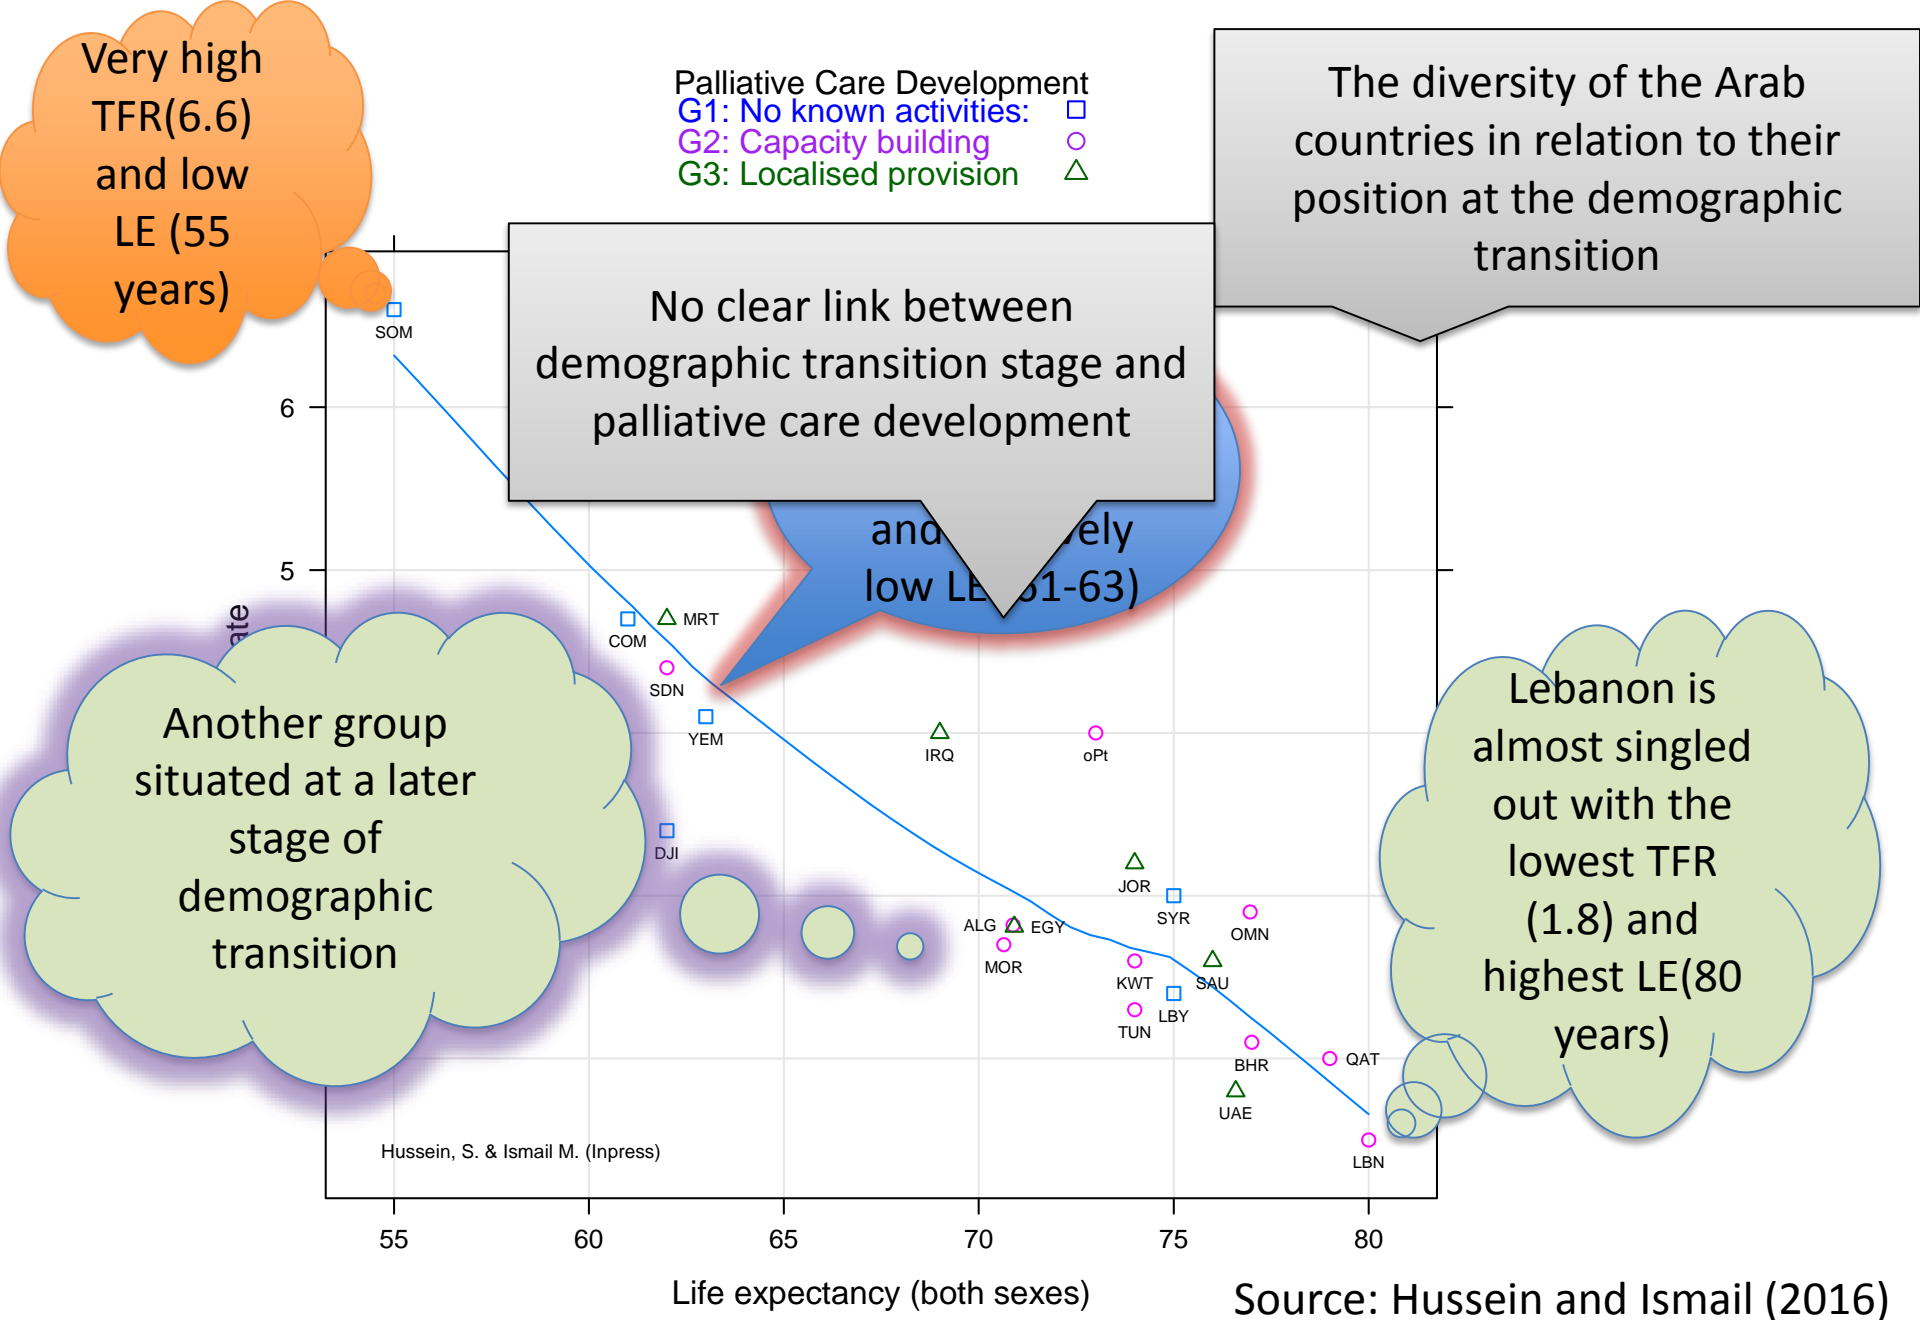 Very high
TFR(6.6)
and low
LE (55
years)
Palliative Care Development
G1: No known activities:
G2: Capacity building
G3: Localised provision
The diversity of the Arab
countries in relation to their
position at the demographic
transition
No clear link between
demographic transition stage and
palliative care development
and
low LE
61-63)
SOM
6
5
COM
MRT
SDN
YEM
DJI
IRQ
oPt
JOR
SYR
OMN
ALG
EGY
MOR
KWT
SAU
LBY
TUN
BHR
QAT
UAE
LBN
Another group
situated at a later
stage of
demographic
transition
Lebanon is
almost singled
out with the
lowest TFR
(1.8) and
highest LE(80
years)
Hussein, S. & Ismail M. (Inpress)
55 60 65 70 75 80
Life expectancy (both sexes)
Source: Hussein and Ismail (2016)